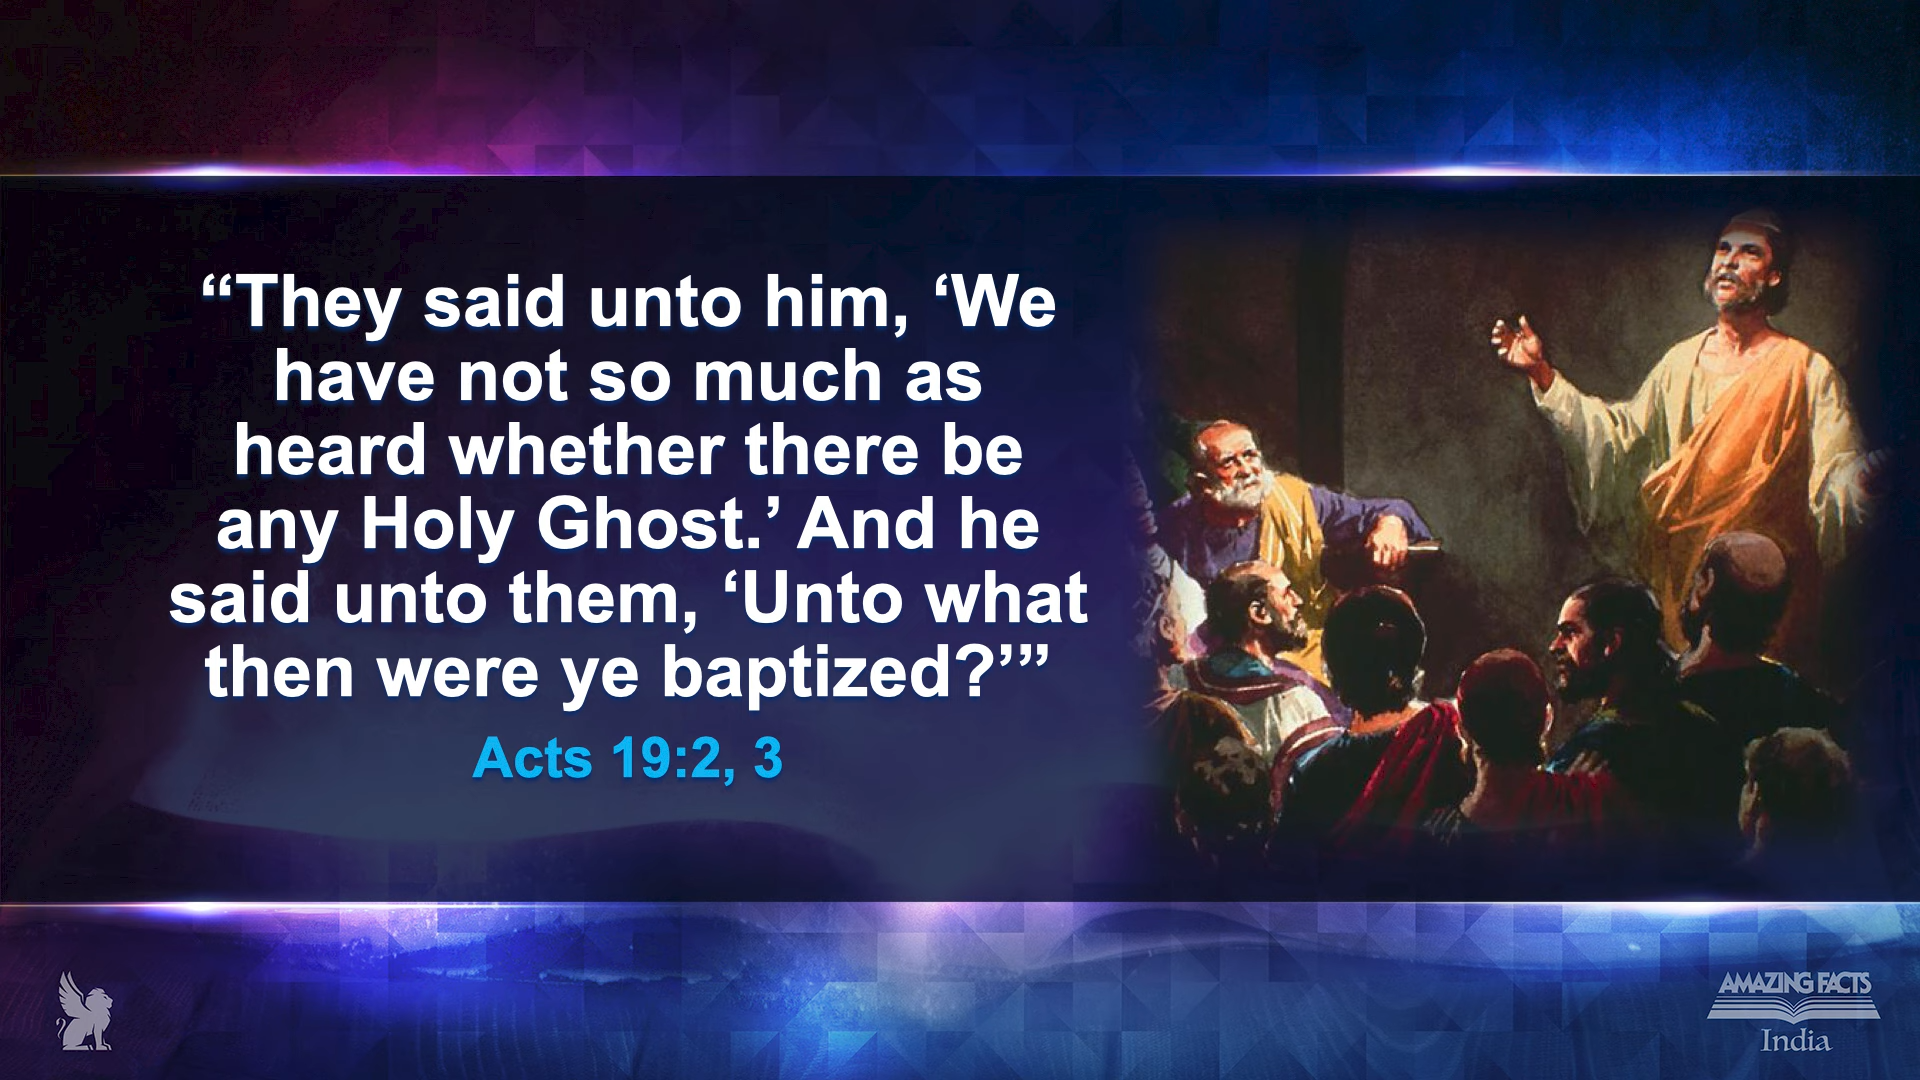 “They said unto him, ‘We
have not so much as
heard whether there be
any Holy Ghost.’ And he
said unto them, ‘Unto what
then were ye baptized?’”
Acts 19:2, 3
AMAZING FACTS
India